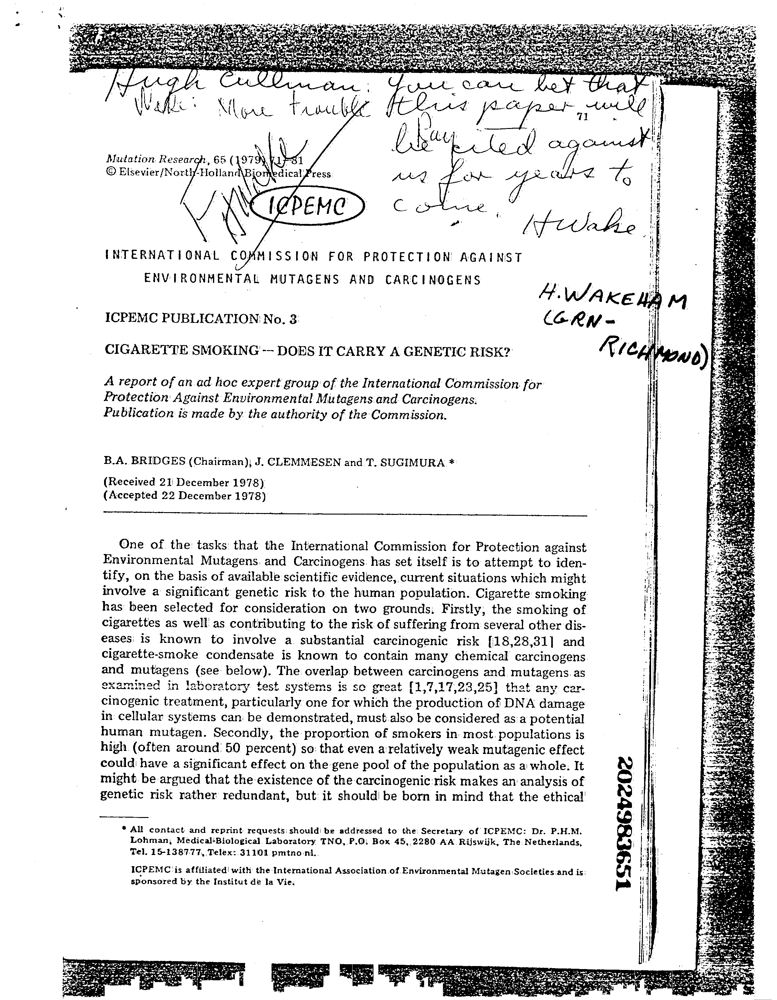 Hugh Cullman: You can bet that
Wake: More trouble this paper will
71
be cited against
us for years to
come.
H Wake
Mutation Research, 65 (1979) 71-81
© Elsevier/North-Holland Biomedical Press
ICPEMC
INTERNATIONAL COMMISSION FOR PROTECTION AGAINST
ENVIRONMENTAL MUTAGENS AND CARCINOGENS
H. WAKEHAM
(GRN-
RICHMOND)
ICPEMC PUBLICATION No. 3
CIGARETTE SMOKING -- DOES IT CARRY A GENETIC RISK?
A report of an ad hoc expert group of the International Commission for
Protection Against Environmental Mutagens and Carcinogens.
Publication is made by the authority of the Commission.
B.A. BRIDGES (Chairman), J. CLEMMESEN and T. SUGIMURA *
(Received 21 December 1978)
(Accepted 22 December 1978)
One of the tasks that the International Commission for Protection against
Environmental Mutagens and Carcinogens has set itself is to attempt to iden-
tify, on the basis of available scientific evidence, current situations which might
involve a significant genetic risk to the human population. Cigarette smoking
has been selected for consideration on two grounds. Firstly, the smoking of
cigarettes as well as contributing to the risk of suffering from several other dis-
eases is known to involve a substantial carcinogenic risk [18,28,31] and
cigarette-smoke condensate is known to contain many chemical carcinogens
and mutagens (see below). The overlap between carcinogens and mutagens as
examined in laboratory test systems is so great [1,7,17,23,25] that any car-
cinogenic treatment, particularly one for which the production of DNA damage
in cellular systems can be demonstrated, must also be considered as a potential
human mutagen. Secondly, the proportion of smokers in most populations is
high (often around 50 percent) so that even a relatively weak mutagenic effect
could have a significant effect on the gene pool of the population as a whole. It
might be argued that the existence of the carcinogenic risk makes an analysis of
genetic risk rather redundant, but it should be born in mind that the ethical
* All contact and reprint requests should be addressed to the Secretary of ICPEMC: Dr. P.H.M.
Lohman, Medical-Biological Laboratory TNO, P.O. Box 45, 2280 AA Rijswijk, The Netherlands,
Tel. 15-138777, Telex: 31101 pmtno nl.
ICPEMC is affiliated with the International Association of Environmental Mutagen Societies and is
sponsored by the Institut de la Vie.
2024983651